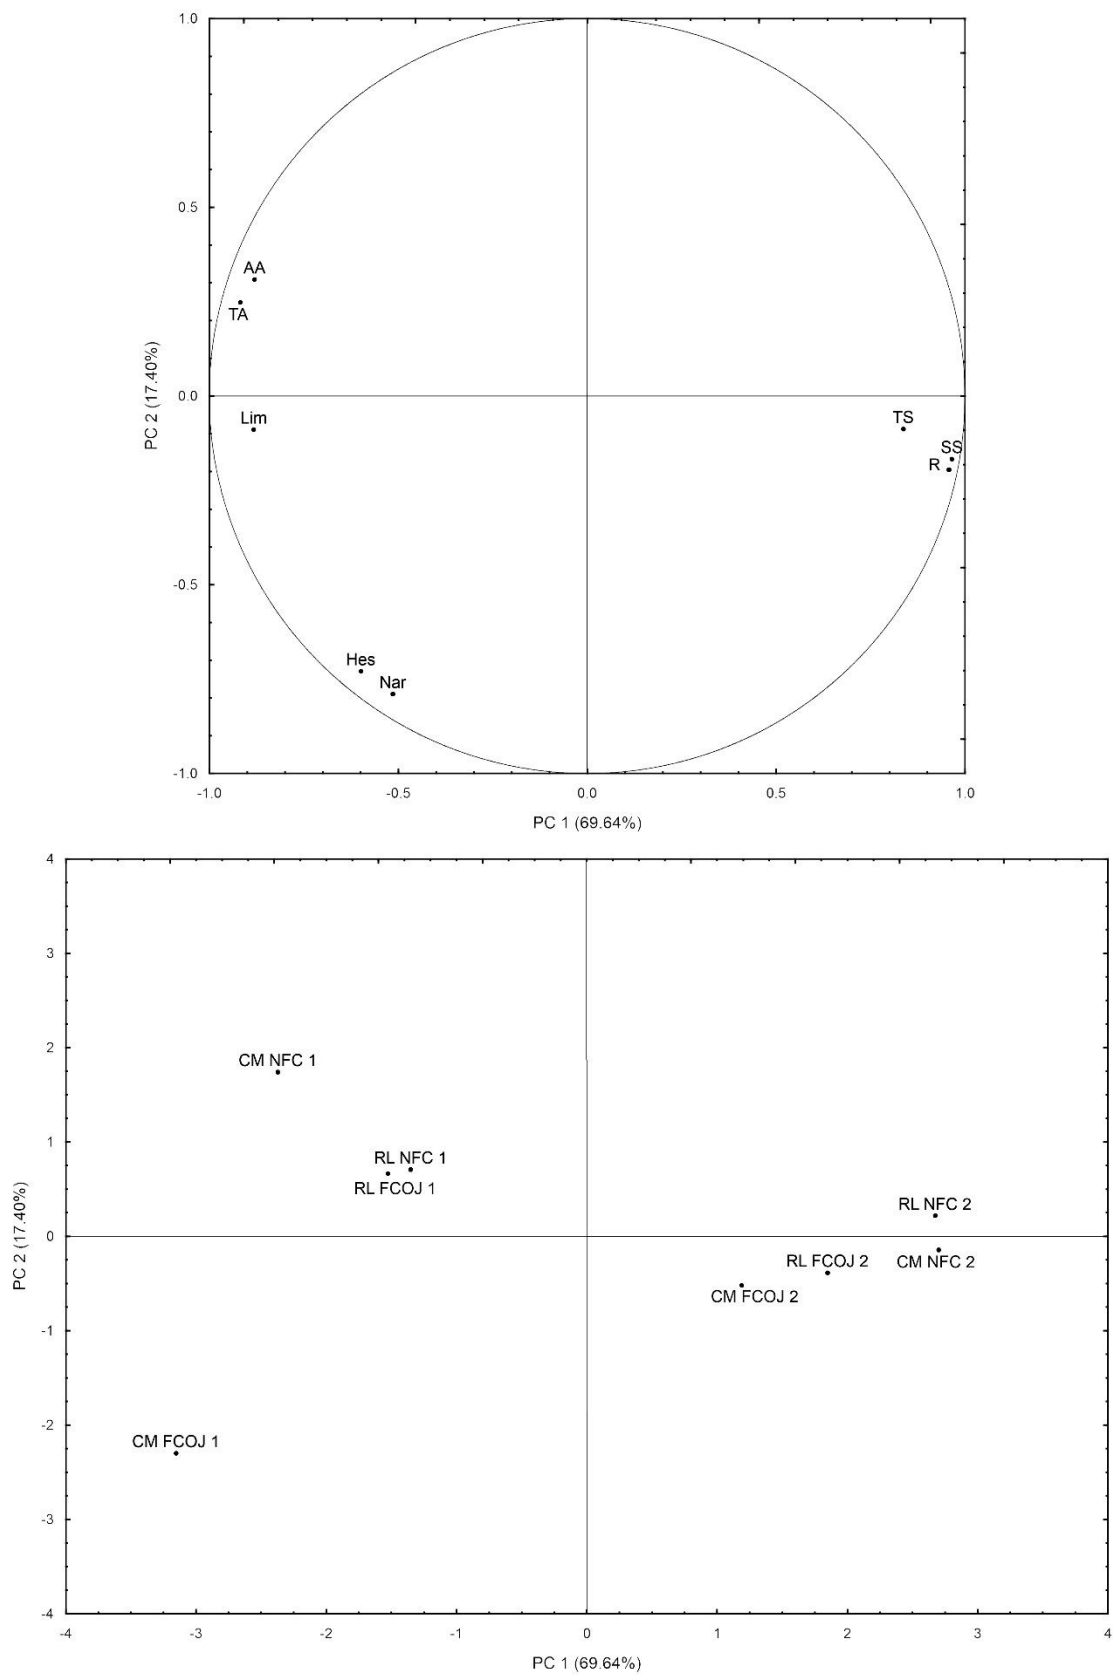 1.0
0.5
AA
TA
0.0
Lim
TS
SS
R
PC 2 (17.40%)
-0.5
Hes
Nar
-1.0
-1.0 -0.5 0.0 0.5 1.0
PC 1 (69.64%)
4
3
2
CM NFC 1
1
RL NFC 1
RL FCOJ 1
RL NFC 2
0
PC 2 (17.40%)
RL FCOJ 2
CM NFC 2
CM FCOJ 2
-1
-2
CM FCOJ 1
-3
-4
-4 -3 -2 -1 0 1 2 3 4
PC 1 (69.64%)